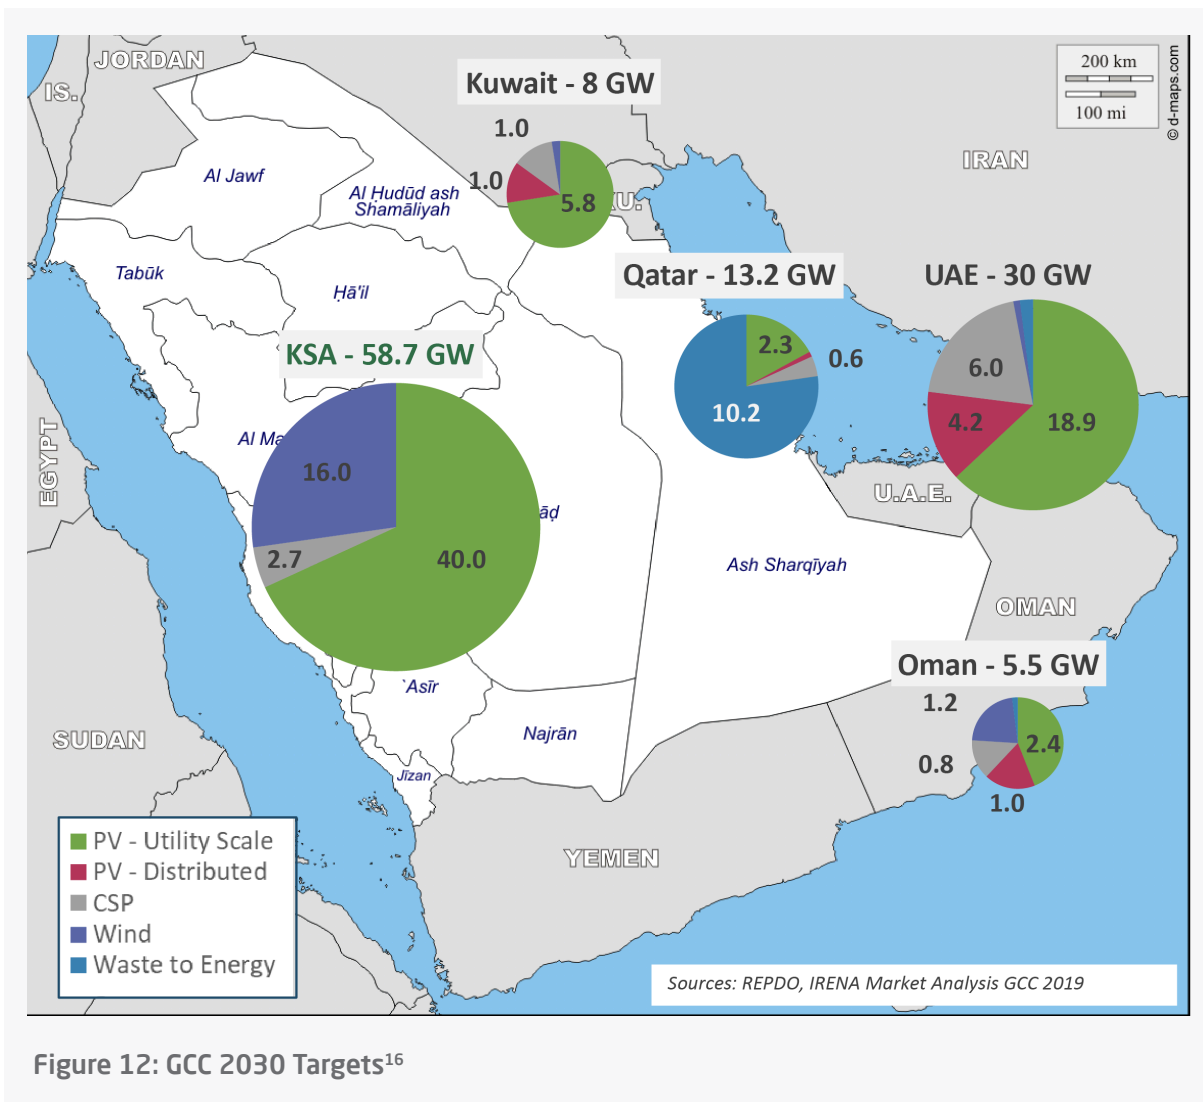 JORDAN
IS.
Kuwait - 8 GW
200 km
100 mi
© d-maps.com
IRAN
1.0
1.0
5.8
KU.
Al Jawf
Al Ḥudūd ash
Shamāliyah
Tabūk
Ḥā'il
Qatar - 13.2 GW
2.3
0.6
10.2
UAE - 30 GW
6.0
4.2
18.9
KSA - 58.7 GW
16.0
2.7
40.0
Al Ma
āḍ
EGYPT
U.A.E.
Ash Sharqīyah
OMAN
Oman - 5.5 GW
1.2
2.4
0.8
1.0
`Asīr
Najrān
Jīzan
SUDAN
YEMEN
PV - Utility Scale
PV - Distributed
CSP
Wind
Waste to Energy
Sources: REPDO, IRENA Market Analysis GCC 2019
Figure 12: GCC 2030 Targets16